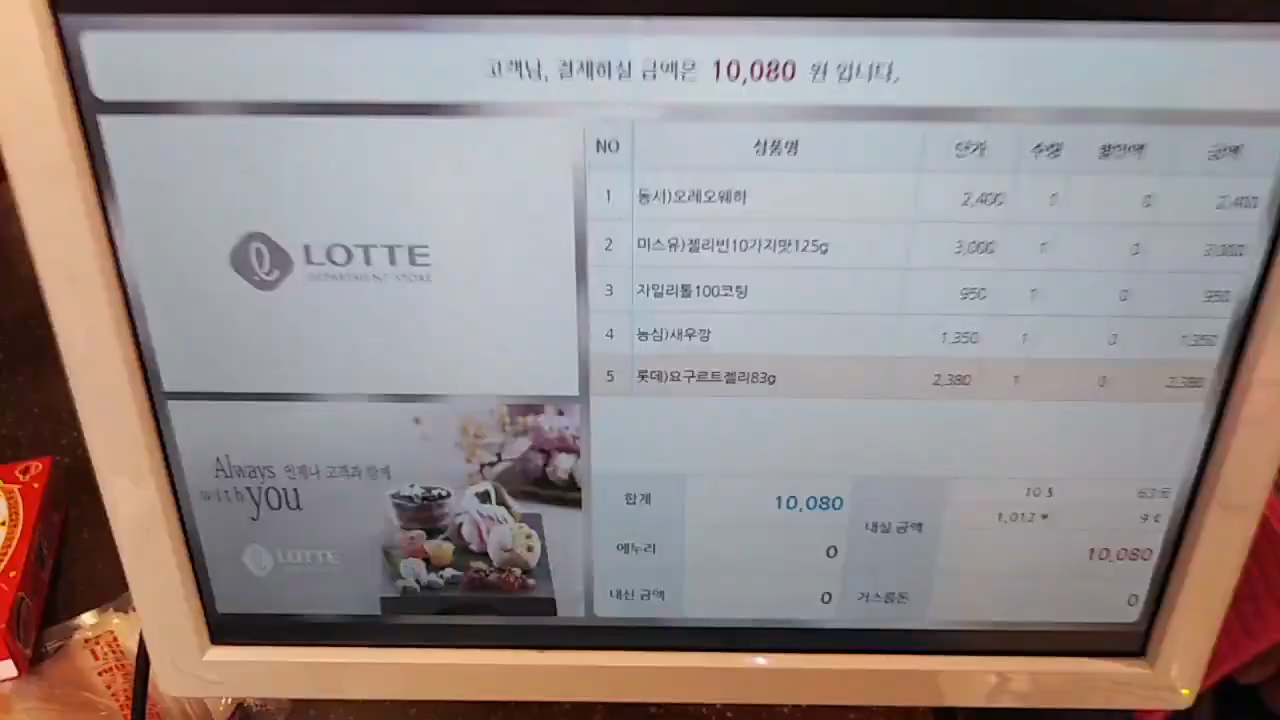 고객님, 결제하실 금액은 10,080 원 입니다.
LOTTE
DEPARTMENT STORE
NO 상품명 단가 수량 할인액 금액
1 동서)오레오웨하 2,400 1 0 2,400
2 미스유)젤리빈10가지맛125g 3,000 1 0 3,000
3 자일리톨100코팅 950 1 0 950
4 농심)새우깡 1,350 1 0 1,350
5 롯데)요구르트젤리83g 2,380 1 0 2,380
Always 언제나 고객과 함께
with you
LOTTE
합계 10,080
에누리 0
내신 금액 0
내실 금액
10 $ 63元
1,012 ¥ 9 €
10,080
거스름돈 0